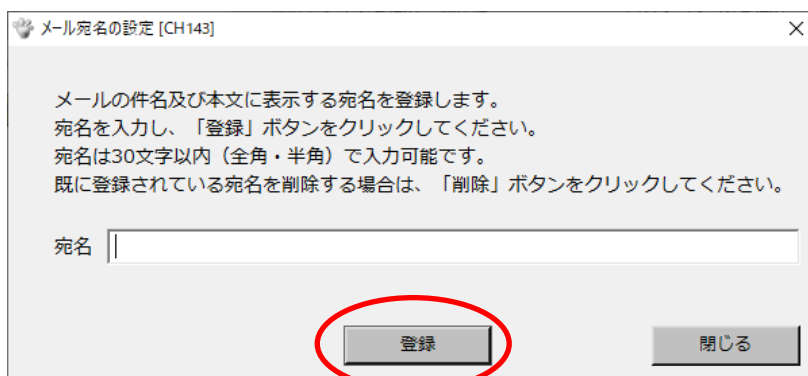 メール宛名の設定 [CH143]
メールの件名及び本文に表示する宛名を登録します。
宛名を入力し、「登録」ボタンをクリックしてください。
宛名は30文字以内（全角・半角）で入力可能です。
既に登録されている宛名を削除する場合は、「削除」ボタンをクリックしてください。
宛名
登録 閉じる